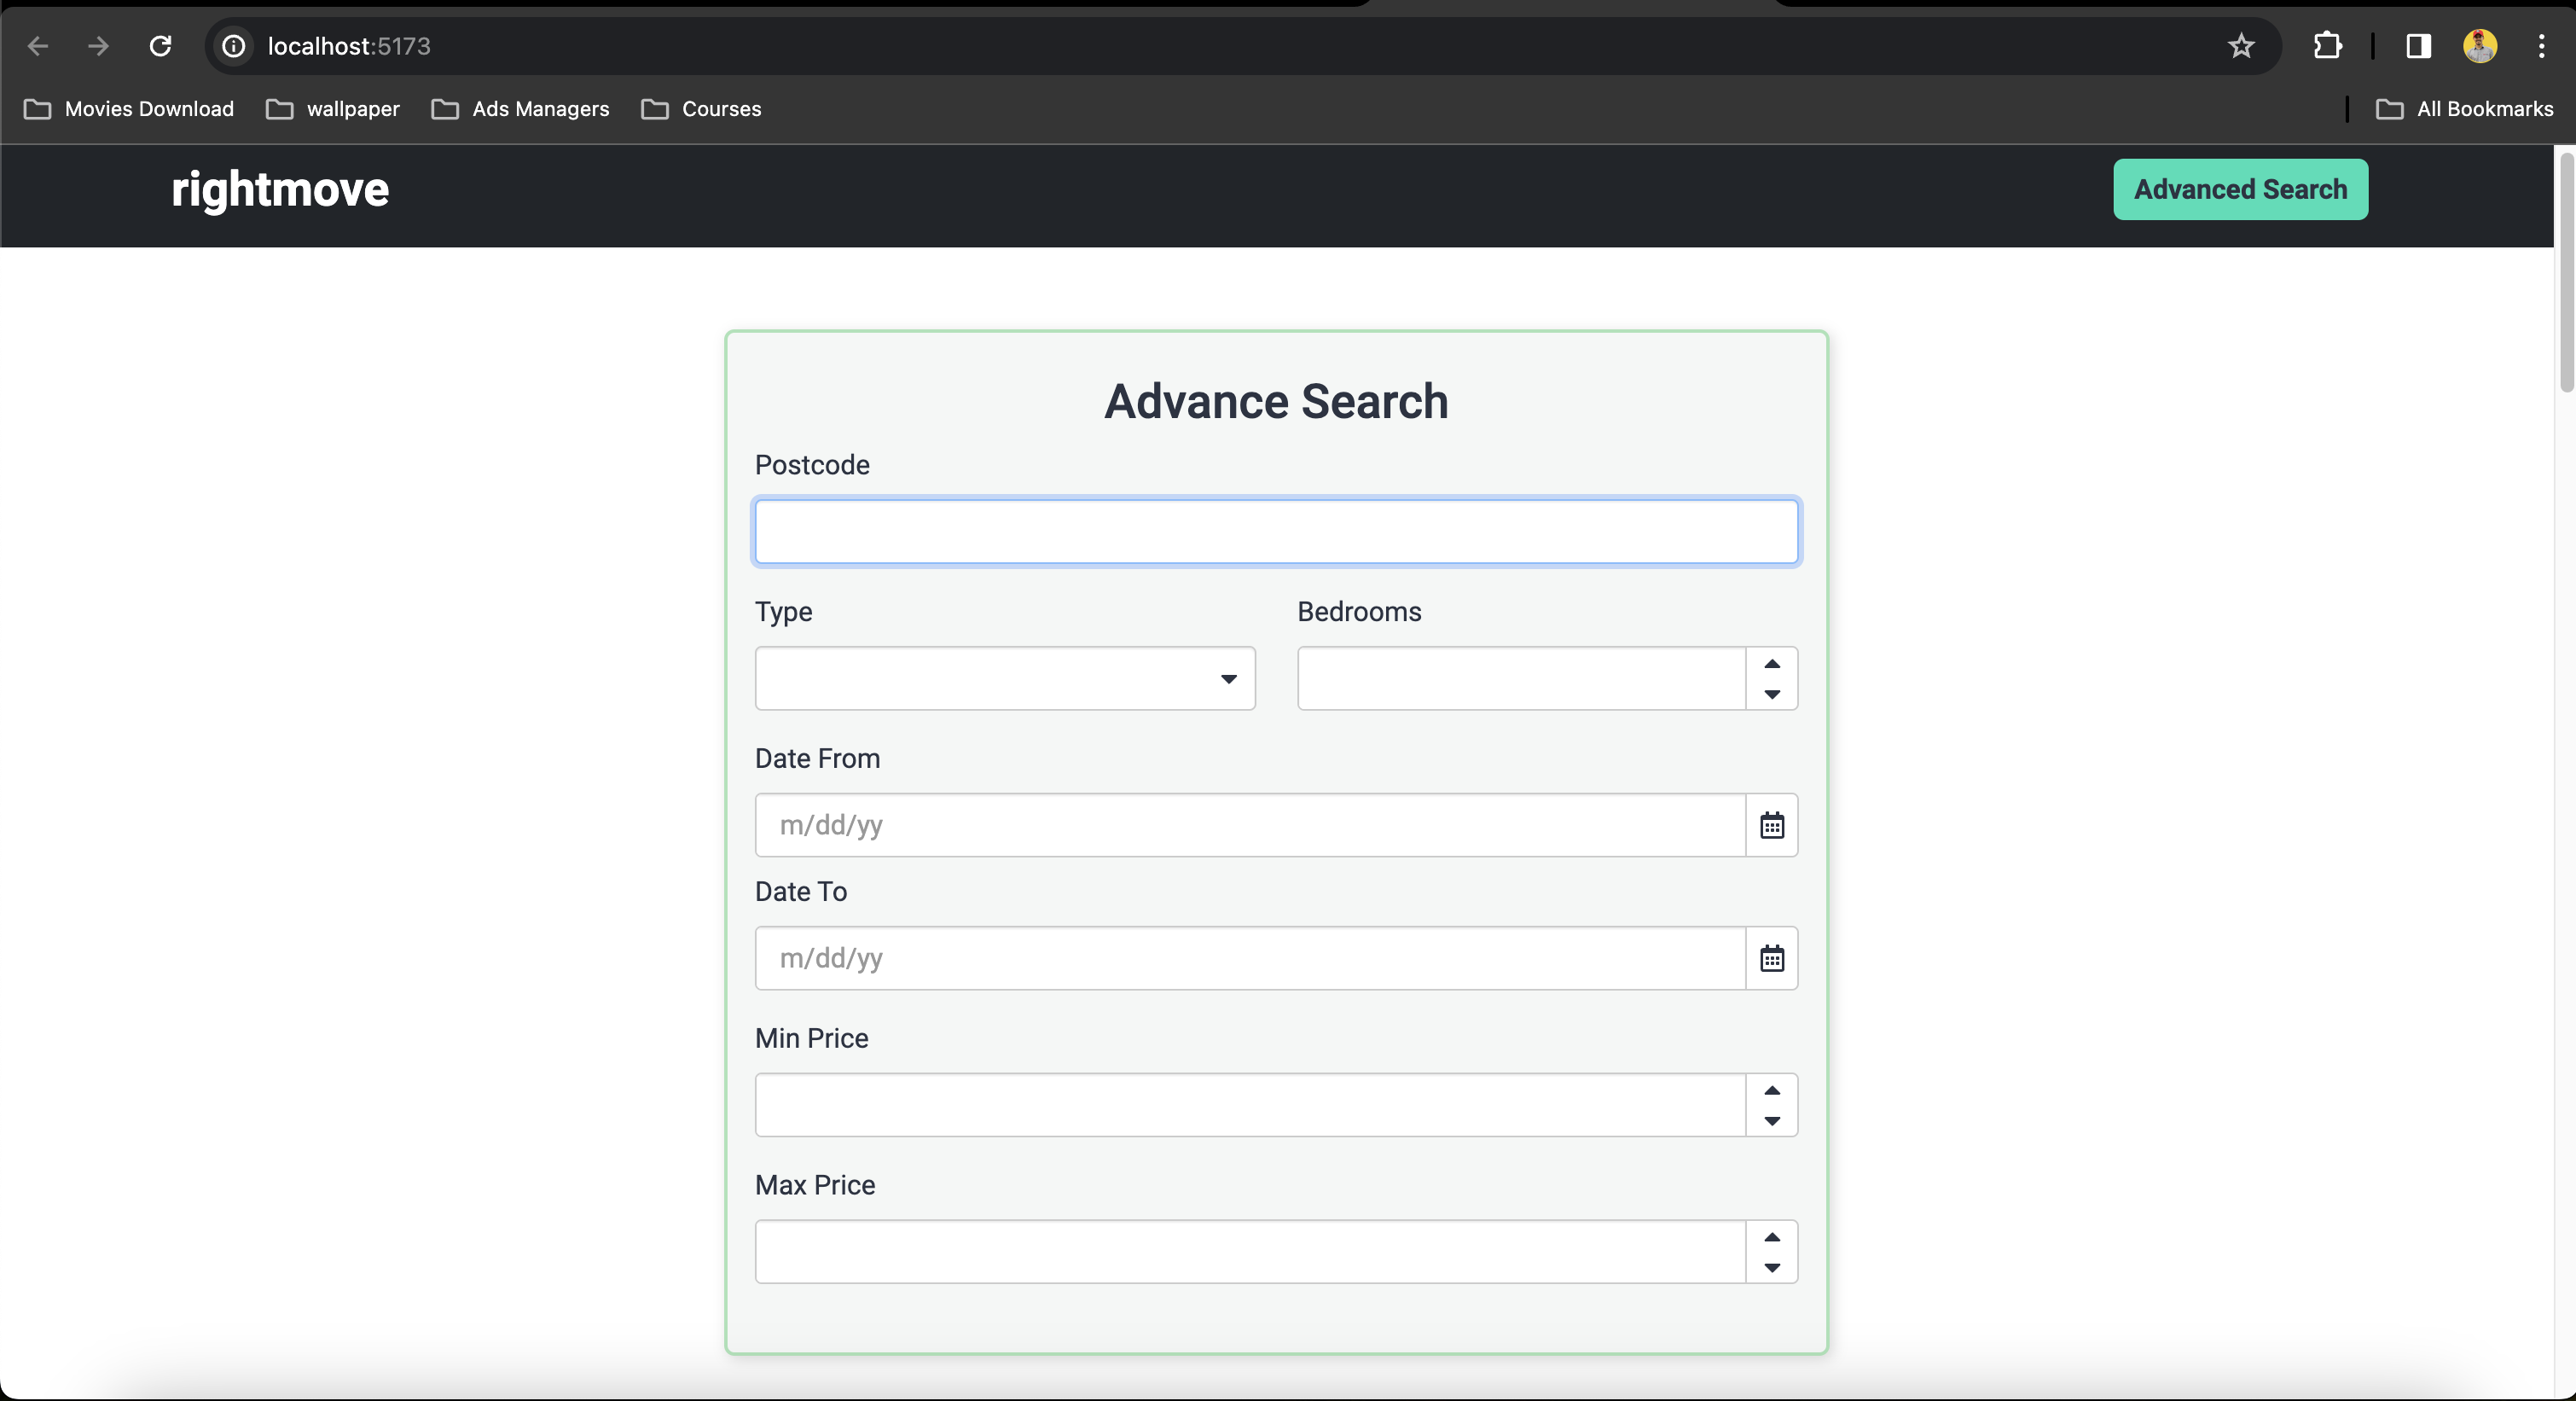 localhost:5173
Movies Download wallpaper Ads Managers Courses All Bookmarks
rightmove Advanced Search
Advance Search
Postcode
Type Bedrooms
Date From
m/dd/yy
Date To
m/dd/yy
Min Price
Max Price